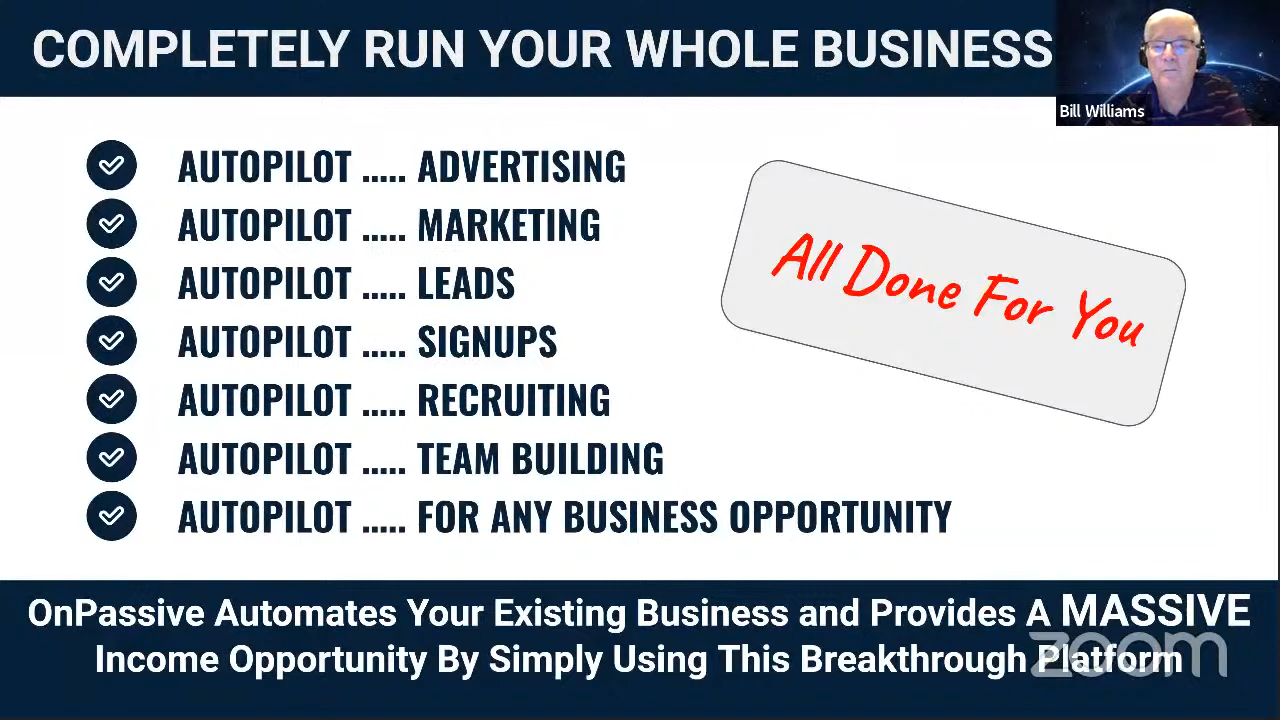 COMPLETELY RUN YOUR WHOLE BUSINESS
Bill Williams
AUTOPILOT ..... ADVERTISING
AUTOPILOT ..... MARKETING
AUTOPILOT ..... LEADS
AUTOPILOT ..... SIGNUPS
AUTOPILOT ..... RECRUITING
AUTOPILOT ..... TEAM BUILDING
AUTOPILOT ..... FOR ANY BUSINESS OPPORTUNITY
All Done For You
OnPassive Automates Your Existing Business and Provides A MASSIVE
Income Opportunity By Simply Using This Breakthrough Platform
zoom